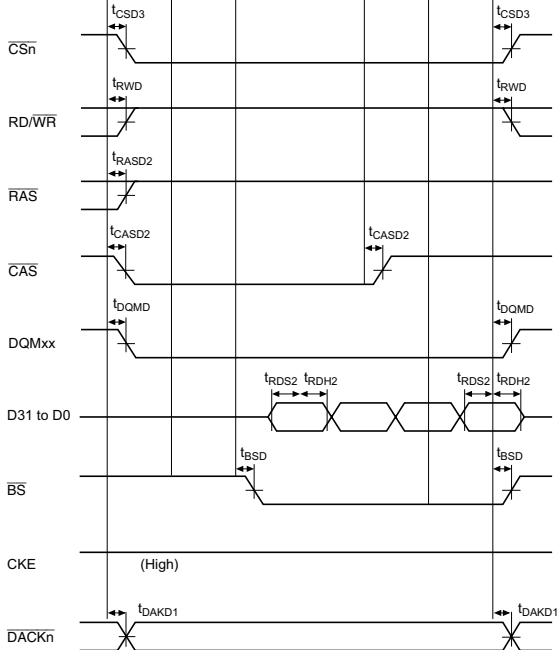 tCSD3 tCSD3
CSn
tRWD tRWD
RD/WR
tRASD2
RAS
tCASD2 tCASD2
CAS
tDQMD tDQMD
DQMxx
tRDS2 tRDH2 tRDS2 tRDH2
D31 to D0
tBSD tBSD
BS
CKE (High)
tDAKD1 tDAKD1
DACKn